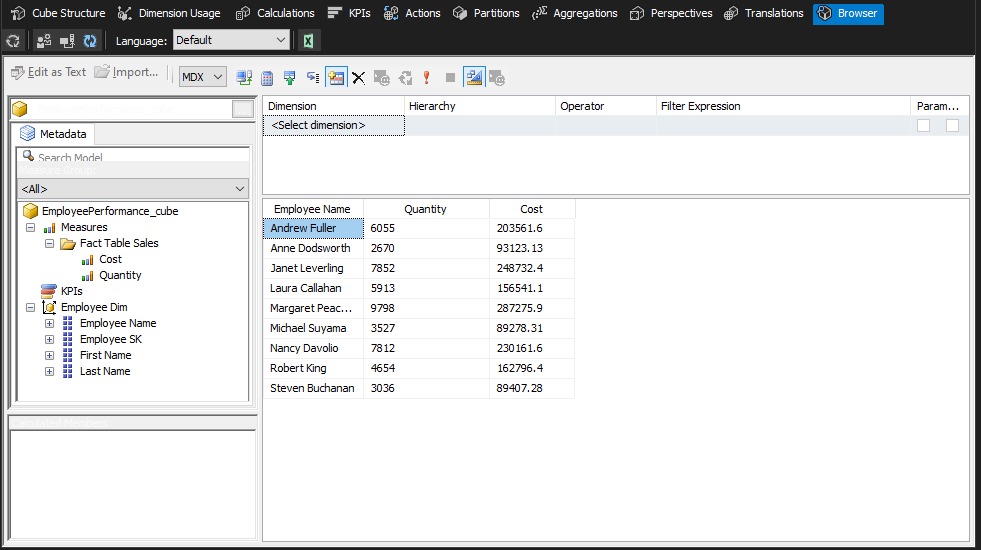 Cube Structure Dimension Usage Calculations KPIs Actions Partitions Aggregations Perspectives Translations Browser
Language: Default
Edit as Text Import... MDX
Metadata
Search Model
Measure Group:
<All>
EmployeePerformance_cube
Measures
Fact Table Sales
Cost
Quantity
KPIs
Employee Dim
Employee Name
Employee SK
First Name
Last Name
Calculated Members
Dimension Hierarchy Operator Filter Expression Param...
<Select dimension>
Employee Name Quantity Cost
Andrew Fuller 6055 203561.6
Anne Dodsworth 2670 93123.13
Janet Leverling 7852 248732.4
Laura Callahan 5913 156541.1
Margaret Peac... 9798 287275.9
Michael Suyama 3527 89278.31
Nancy Davolio 7812 230161.6
Robert King 4654 162796.4
Steven Buchanan 3036 89407.28